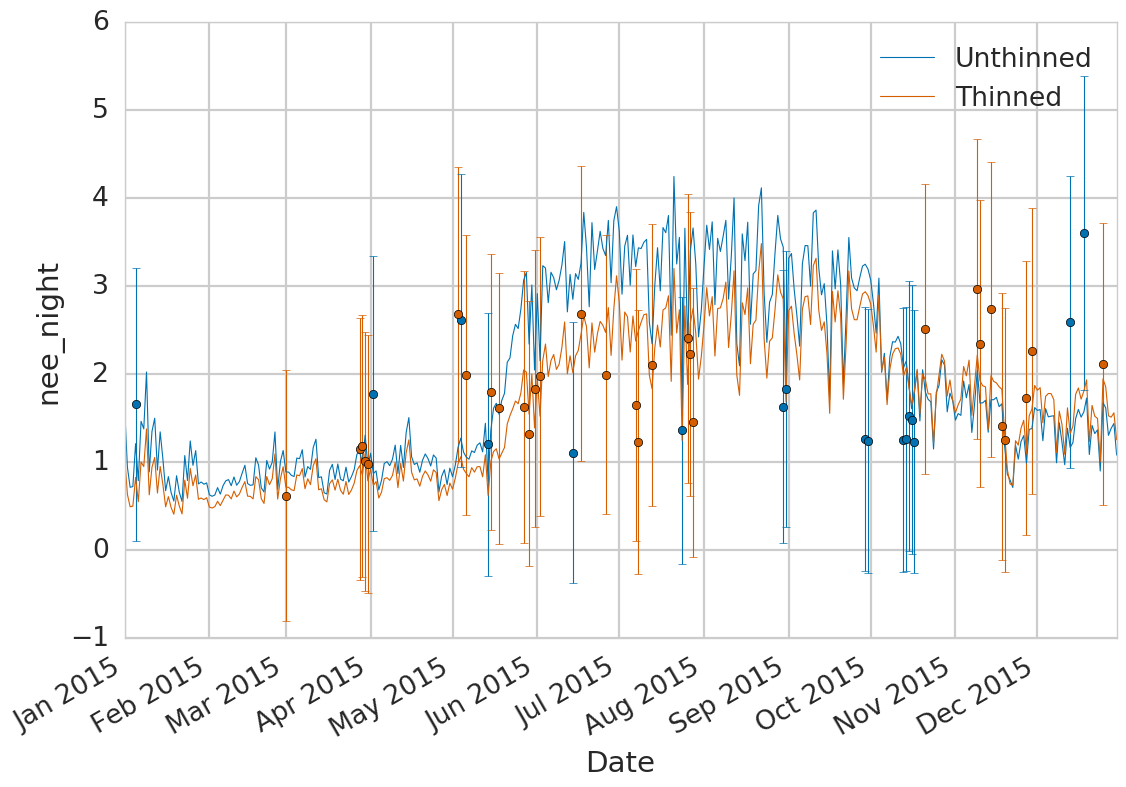 6
5
4
3
2
1
0
−1
nee_night
Unthinned
Thinned
Jan 2015
Feb 2015
Mar 2015
Apr 2015
May 2015
Jun 2015
Jul 2015
Aug 2015
Sep 2015
Oct 2015
Nov 2015
Dec 2015
Date